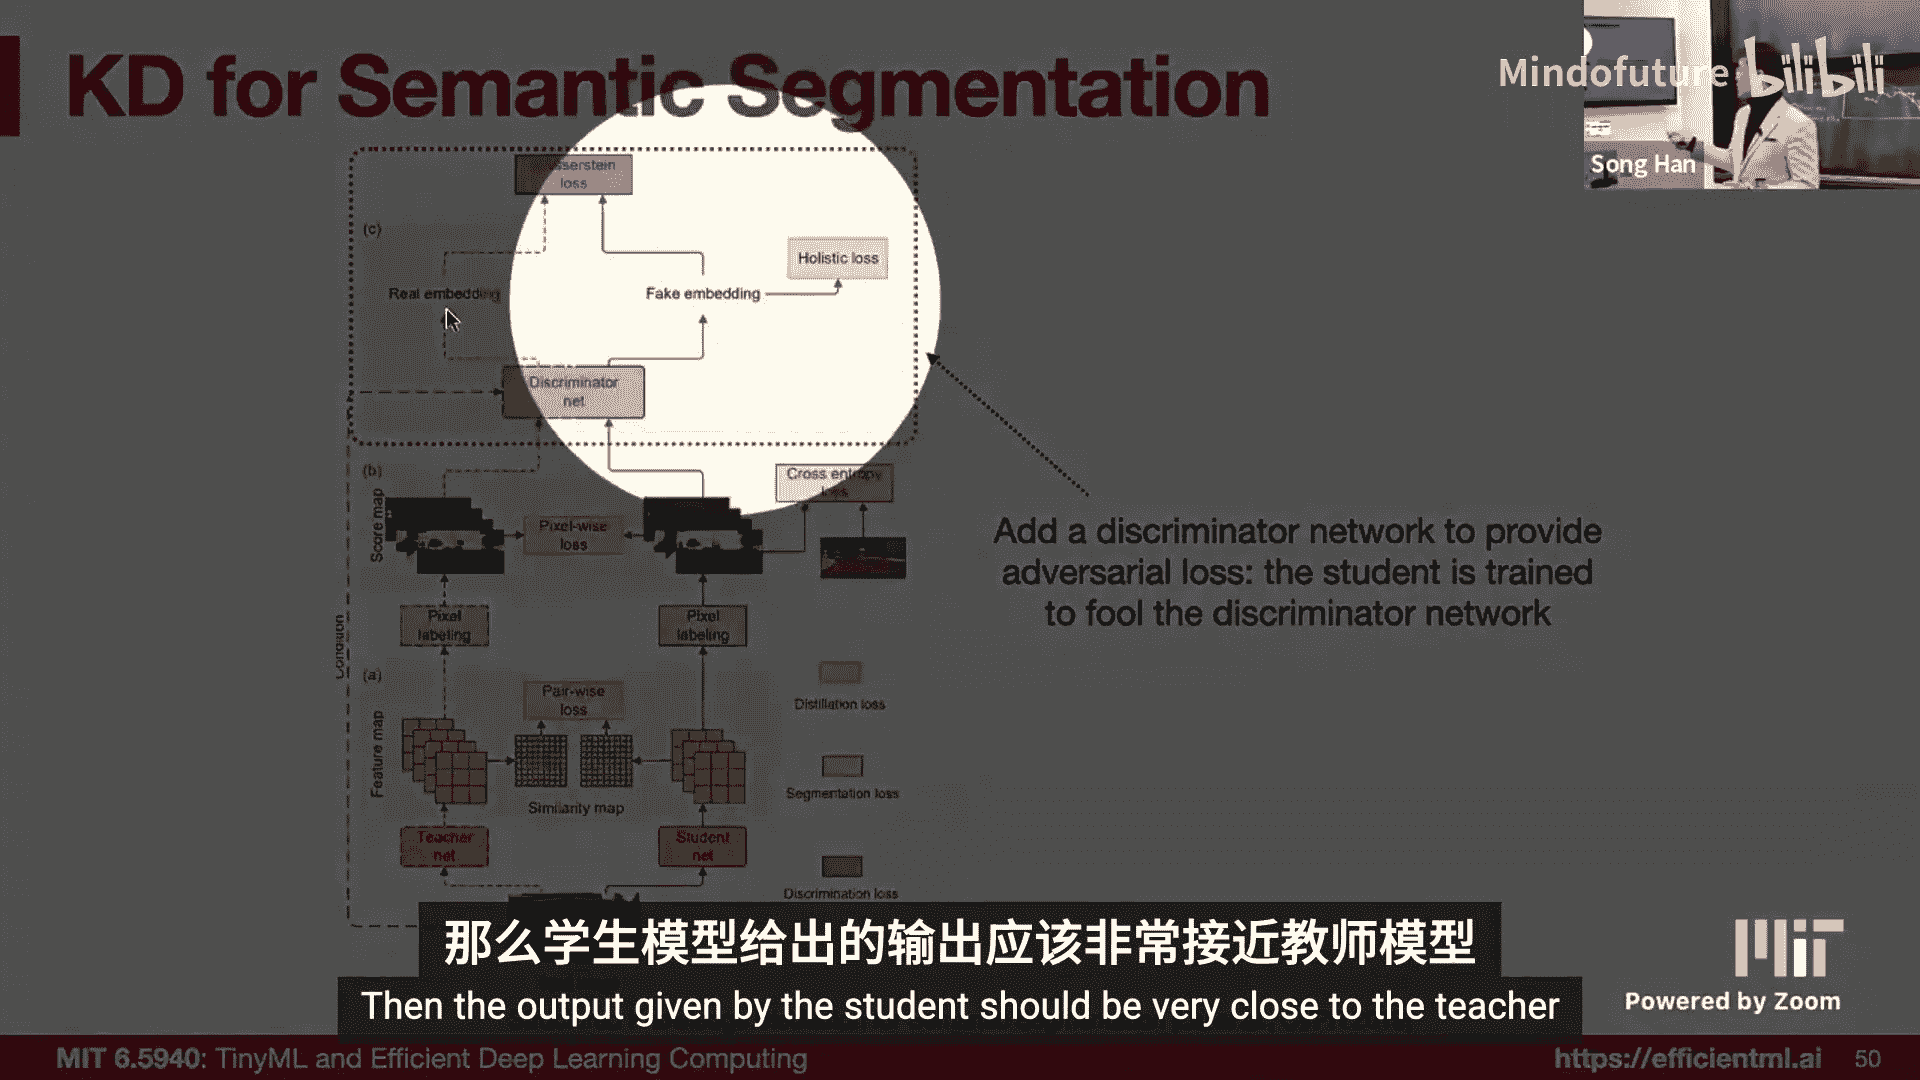 KD for Semantic Segmentation
Mindofuture bilibili
Song Han
loss
(c)
Holistic loss
Real embedding
Fake embedding
Discriminator
net
(b)
Score map
Cross entropy
loss
Pixel-wise
loss
Add a discriminator network to provide
adversarial loss: the student is trained
to fool the discriminator network
Pixel
labeling
Pixel
labeling
Condition
(a)
Feature map
Pair-wise
loss
Distillation loss
Similarity map
Segmentation loss
Teacher
net
Student
net
Discrimination loss
那么学生模型给出的输出应该非常接近教师模型
Then the output given by the student should be very close to the teacher
MIT
Powered by Zoom
MIT 6.5940: TinyML and Efficient Deep Learning Computing
https://efficientml.ai
50